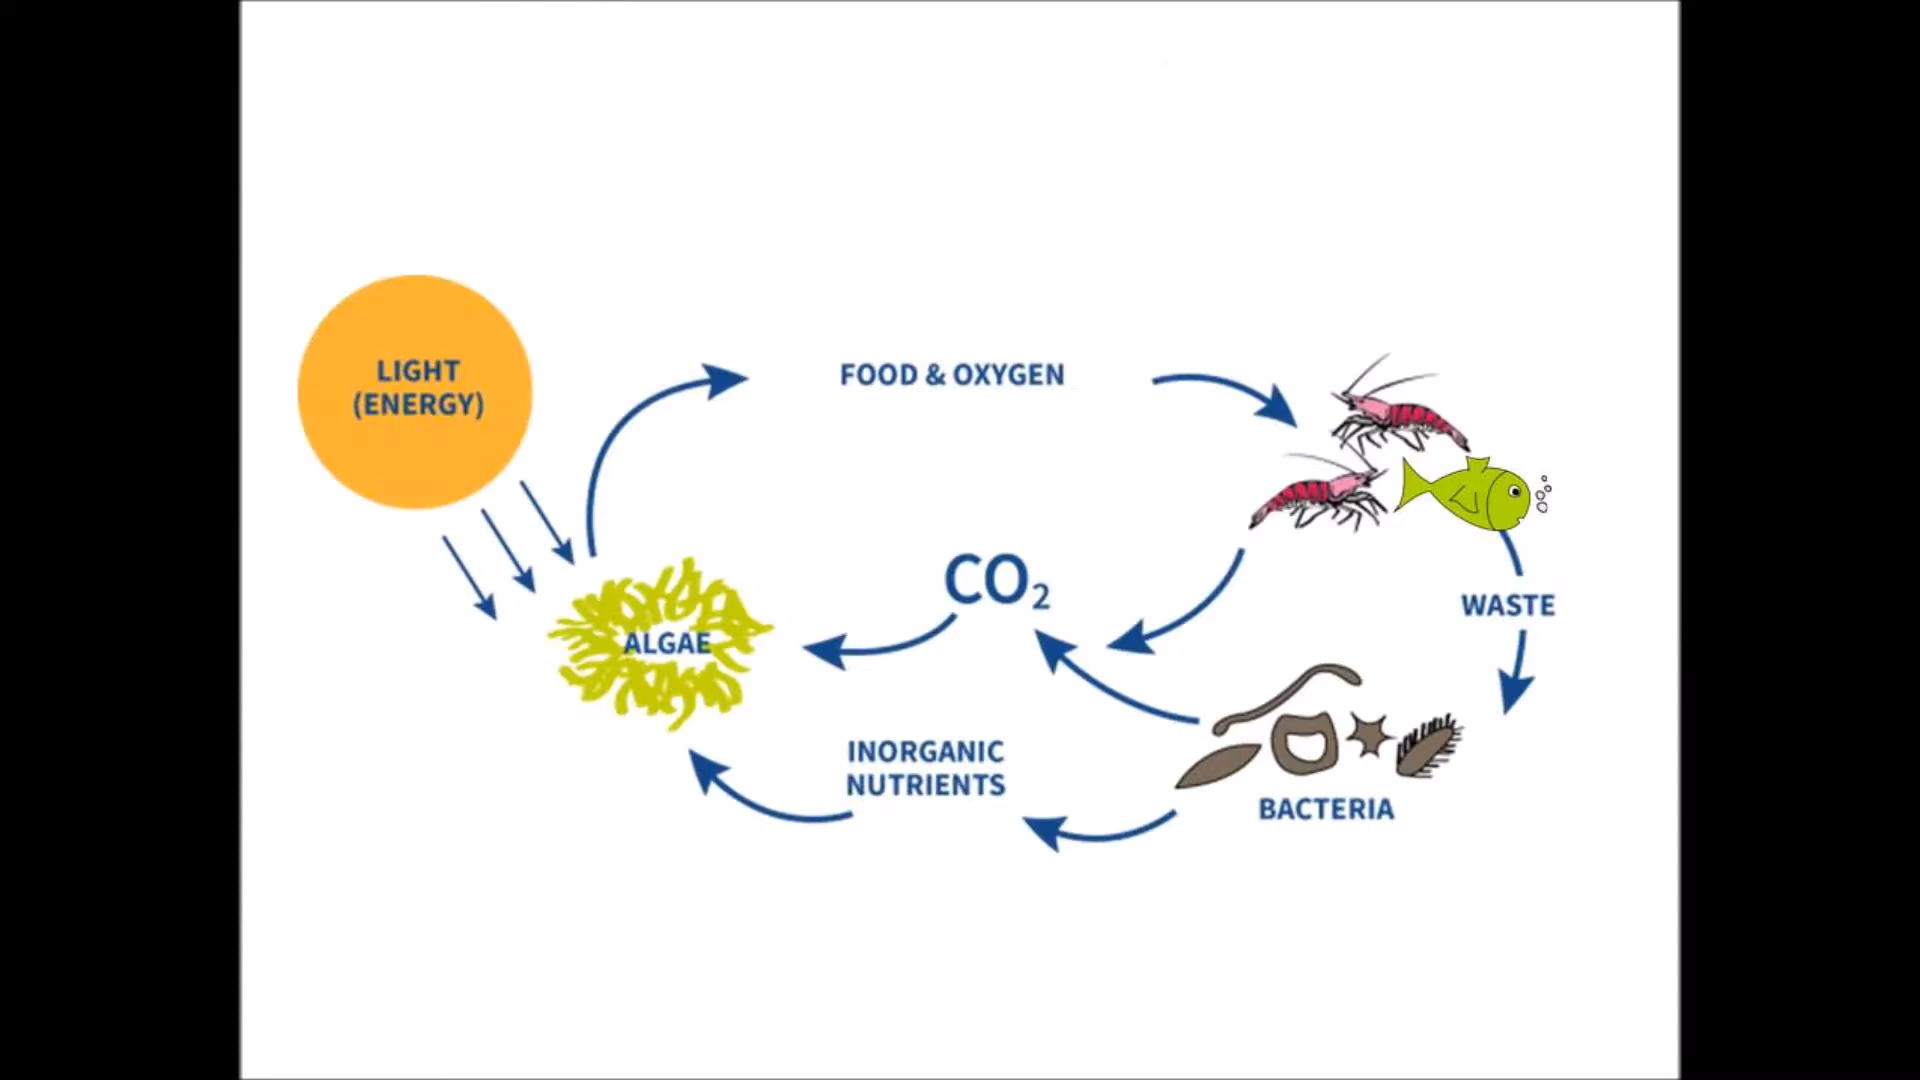 LIGHT
(ENERGY)
FOOD & OXYGEN
CO₂
WASTE
ALGAE
INORGANIC
NUTRIENTS
BACTERIA